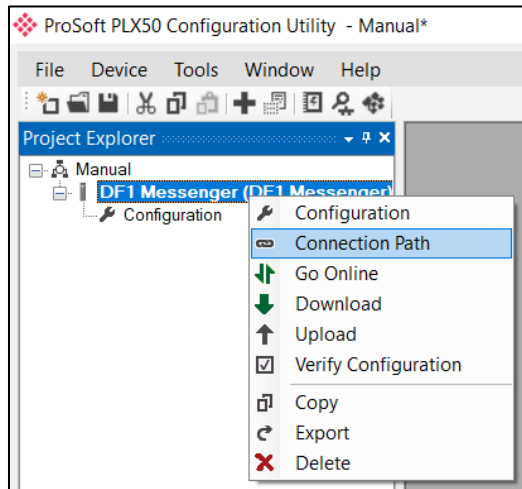 ProSoft PLX50 Configuration Utility - Manual*
File Device Tools Window Help
Project Explorer
Manual
DF1 Messenger (DF1 Messenger)
Configuration
Configuration
Connection Path
Go Online
Download
Upload
Verify Configuration
Copy
Export
Delete